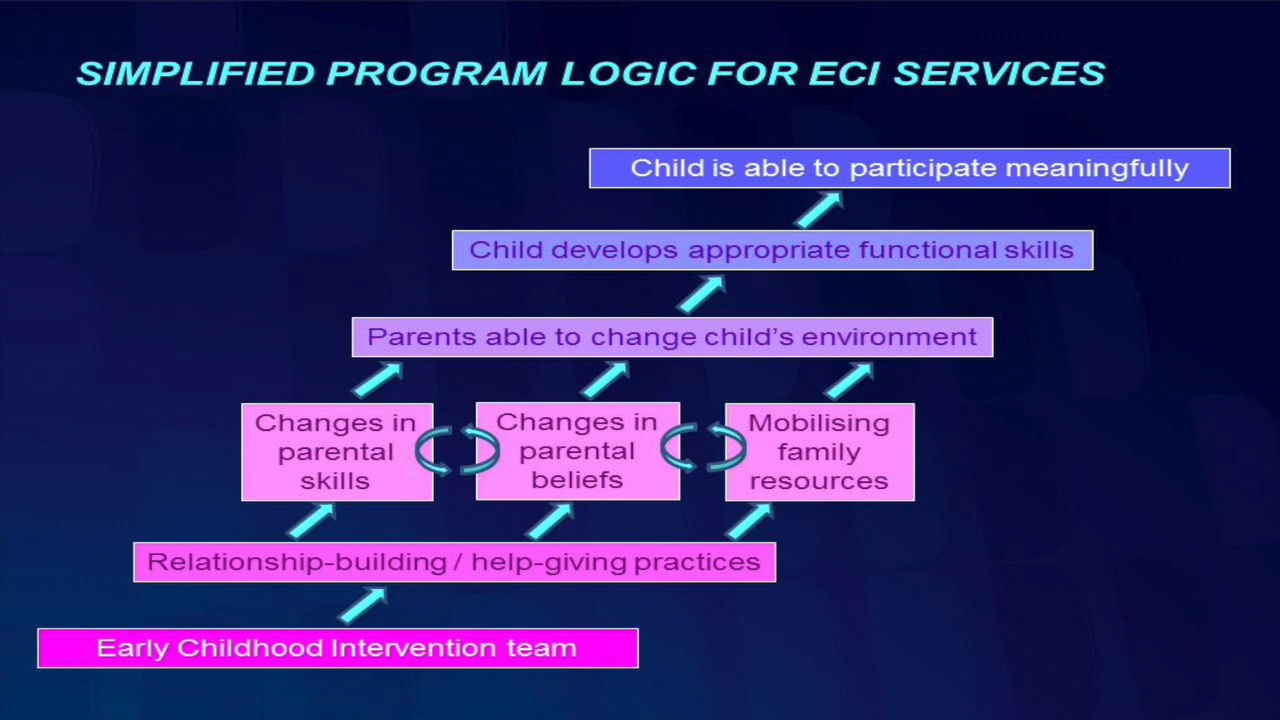 SIMPLIFIED PROGRAM LOGIC FOR ECI SERVICES
Child is able to participate meaningfully
Child develops appropriate functional skills
Parents able to change child’s environment
Changes in
parental
skills
Changes in
parental
beliefs
Mobilising
family
resources
Relationship-building / help-giving practices
Early Childhood Intervention team